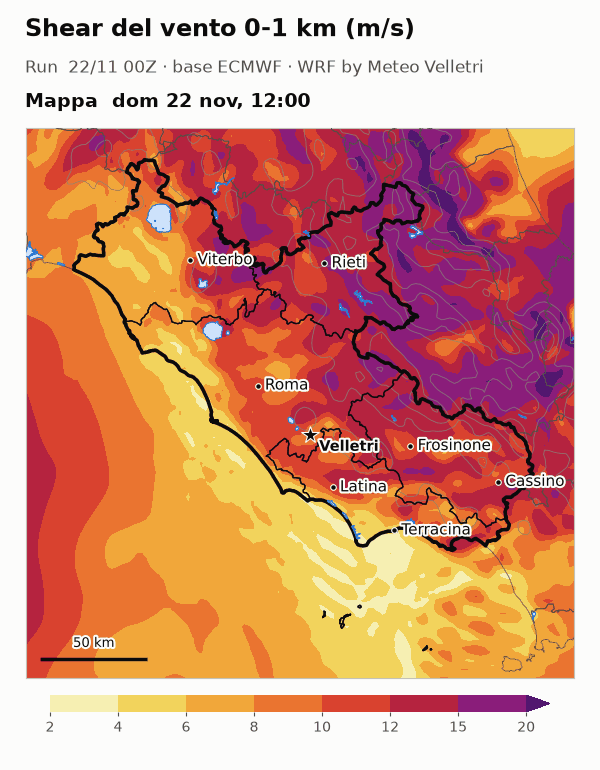 Shear del vento 0-1 km (m/s)
Run  22/11 00Z · base ECMWF · WRF by Meteo Velletri
Mappa  dom 22 nov, 12:00
Viterbo
Rieti
Roma
Velletri
Frosinone
Cassino
Latina
Terracina
50 km
2 4 6 8 10 12 15 20